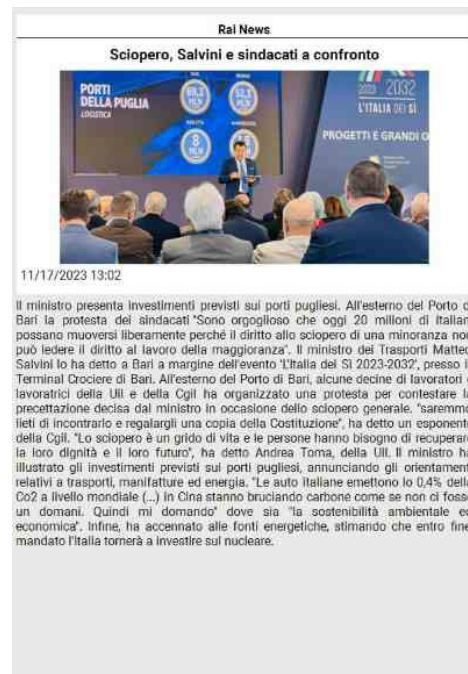 Rai News
Sciopero, Salvini e sindacati a confronto
PORTI
DELLA PUGLIA
LOGISTICA
8
MLN
2023 2032
L'ITALIA DEI SÌ
PROGETTI E GRANDI O
11/17/2023 13:02
Il ministro presenta investimenti previsti sui porti pugliesi. All'esterno del Porto d
Bari la protesta dei sindacati "Sono orgoglioso che oggi 20 milioni di italian
possano muoversi liberamente perché il diritto allo sciopero di una minoranza non
può ledere il diritto al lavoro della maggioranza". Il ministro dei Trasporti Matteo
Salvini lo ha detto a Bari a margine dell'evento 'L'Italia dei Sì 2023-2032', presso i
Terminal Crociere di Bari. All'esterno del Porto di Bari, alcune decine di lavoratori
lavoratrici della Uil e della Cgil ha organizzato una protesta per contestare la
precettazione decisa dal ministro in occasione dello sciopero generale. "saremmo
lieti di incontrarlo e regalargli una copia della Costituzione", ha detto un esponente
della Cgil. "Lo sciopero è un grido di vita e le persone hanno bisogno di recuperare
la loro dignità e il loro futuro", ha detto Andrea Toma, della Uil. Il ministro ha
illustrato gli investimenti previsti sui porti pugliesi, annunciando gli orientament
relativi a trasporti, manifatture ed energia. "Le auto italiane emettono lo 0,4% della
Co2 a livello mondiale (...) in Cina stanno bruciando carbone come se non ci fosse
un domani. Quindi mi domando" dove sia "la sostenibilità ambientale ed
economica". Infine, ha accennato alle fonti energetiche, stimando che entro fine
mandato l'Italia tornerà a investire sul nucleare.